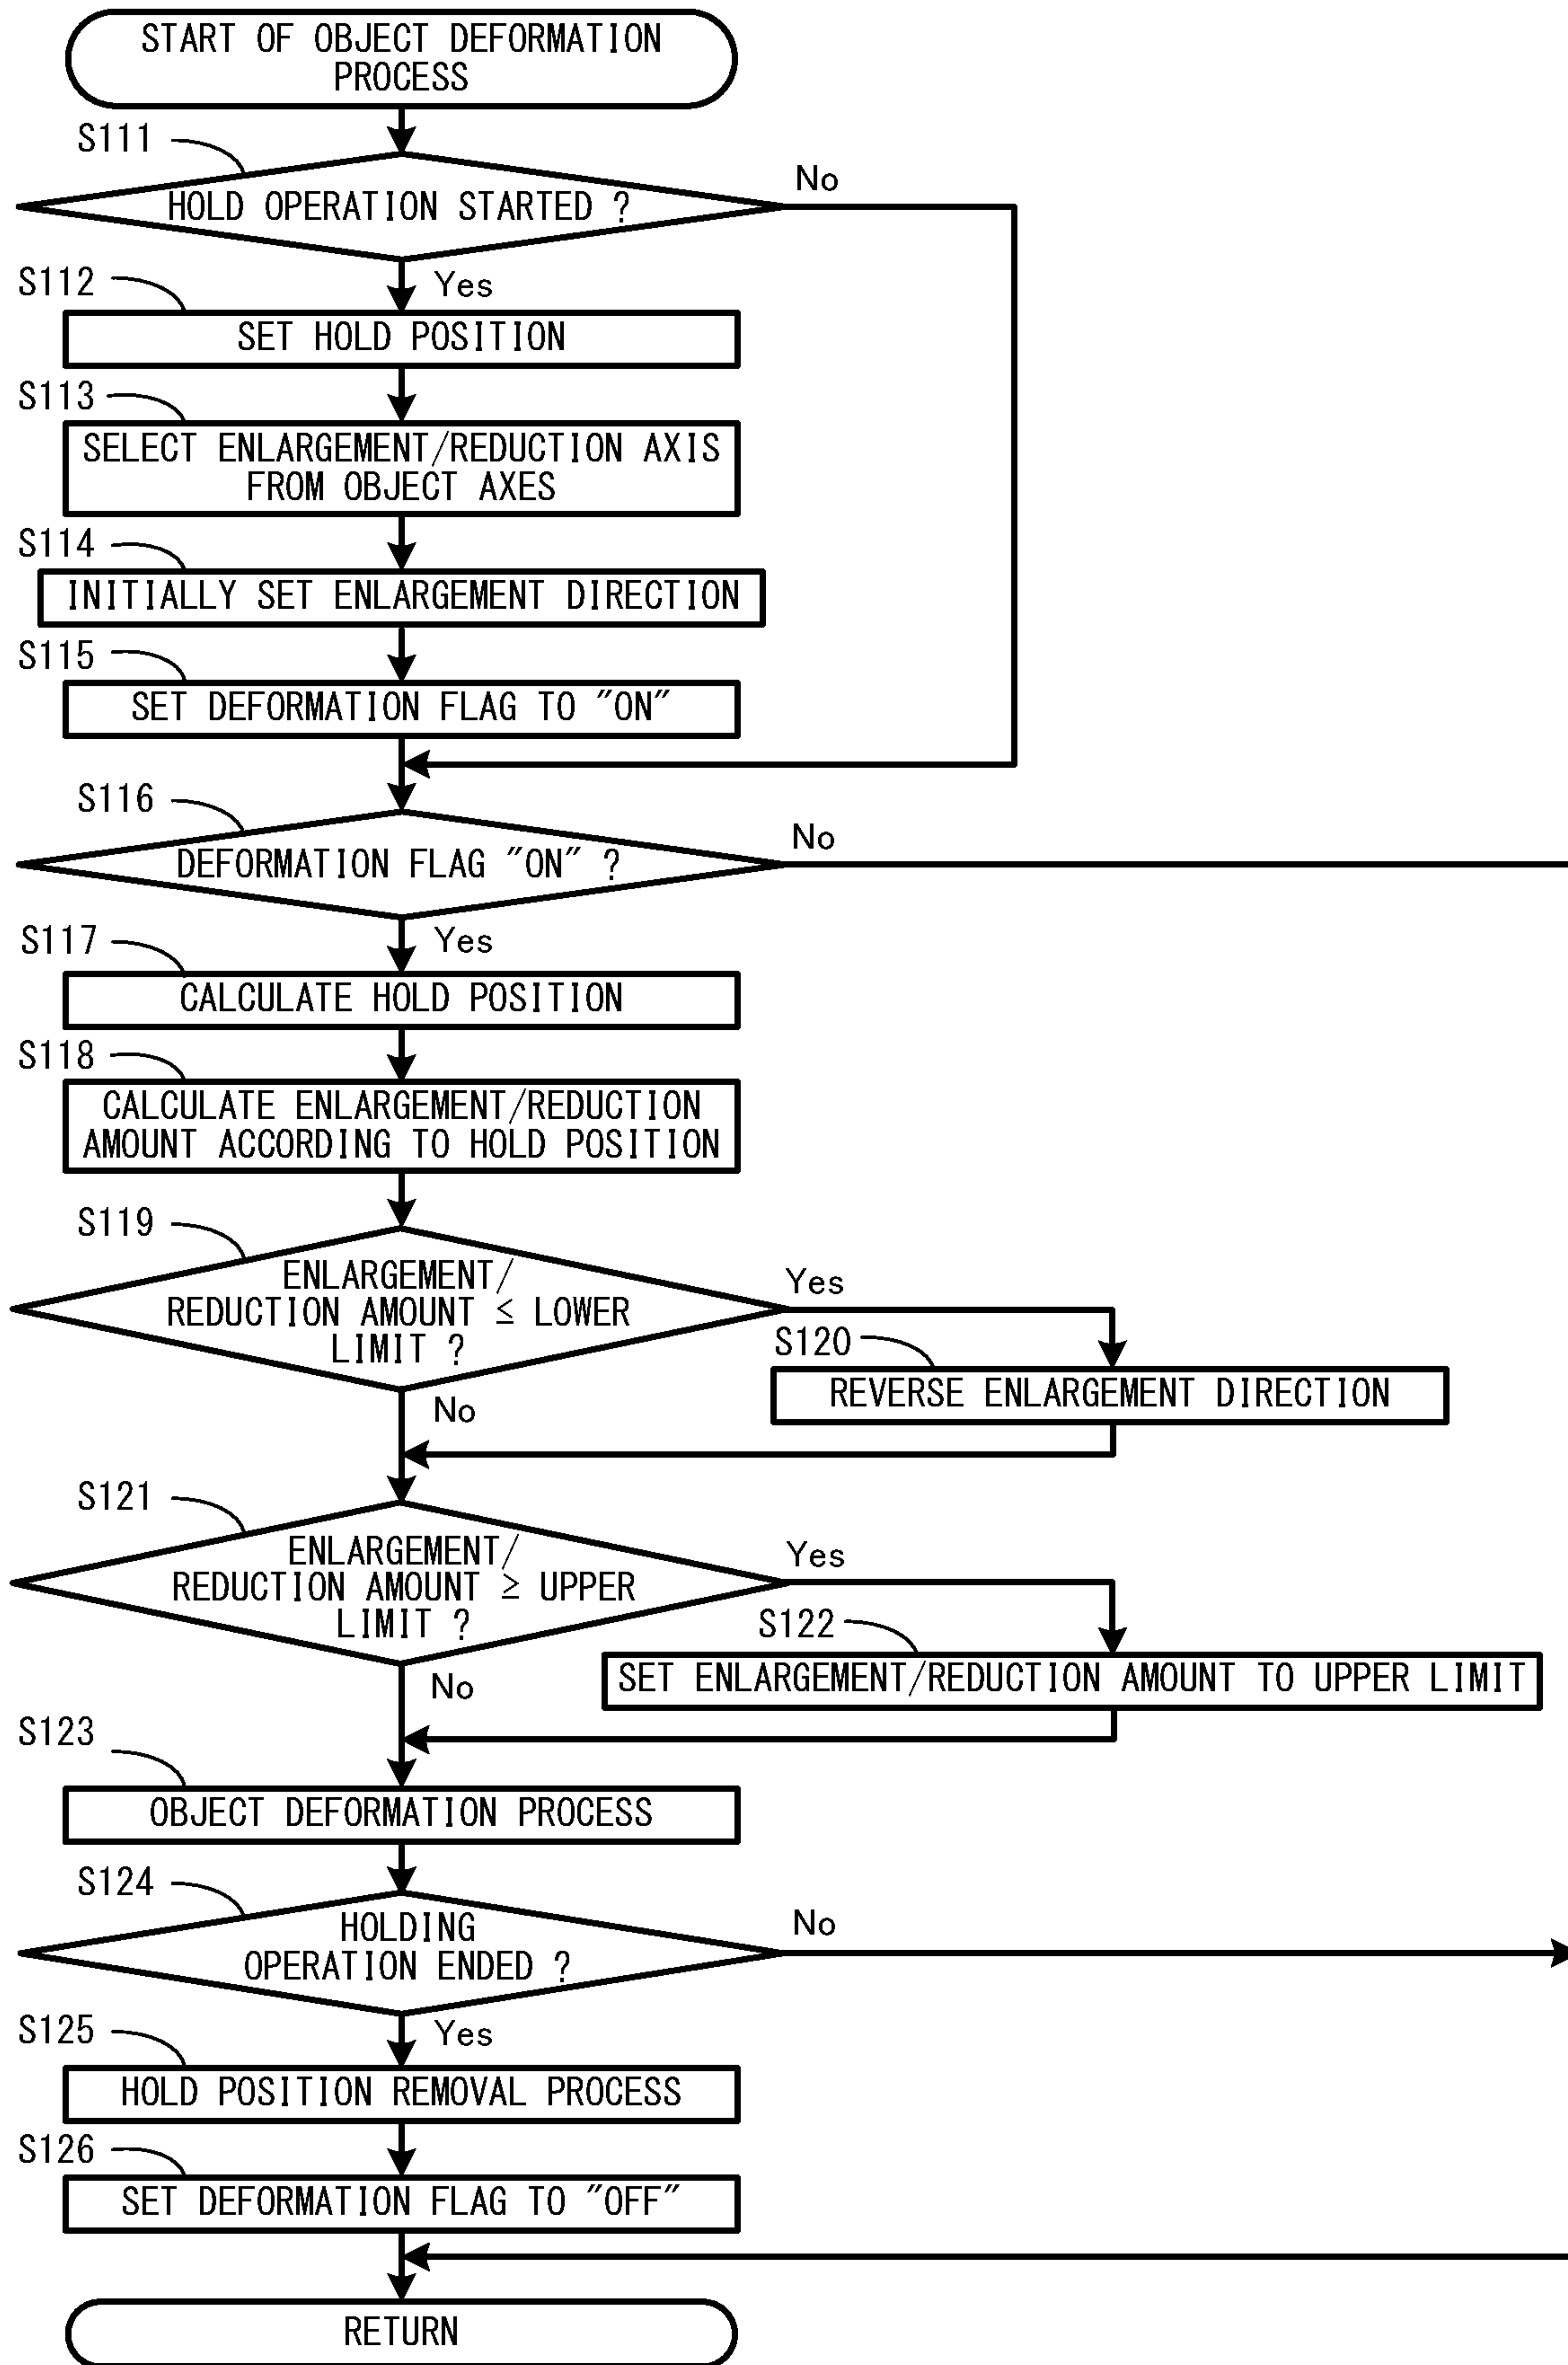 START OF OBJECT DEFORMATION
PROCESS
S111
HOLD OPERATION STARTED ?
No
Yes
S112
SET HOLD POSITION
S113
SELECT ENLARGEMENT/REDUCTION AXIS
FROM OBJECT AXES
S114
INITIALLY SET ENLARGEMENT DIRECTION
S115
SET DEFORMATION FLAG TO "ON"
S116
DEFORMATION FLAG "ON" ?
No
Yes
S117
CALCULATE HOLD POSITION
S118
CALCULATE ENLARGEMENT/REDUCTION
AMOUNT ACCORDING TO HOLD POSITION
S119
ENLARGEMENT/
REDUCTION AMOUNT ≤ LOWER
LIMIT ?
Yes
S120
REVERSE ENLARGEMENT DIRECTION
No
S121
ENLARGEMENT/
REDUCTION AMOUNT ≥ UPPER
LIMIT ?
Yes
S122
SET ENLARGEMENT/REDUCTION AMOUNT TO UPPER LIMIT
No
S123
OBJECT DEFORMATION PROCESS
S124
HOLDING
OPERATION ENDED ?
No
Yes
S125
HOLD POSITION REMOVAL PROCESS
S126
SET DEFORMATION FLAG TO "OFF"
RETURN